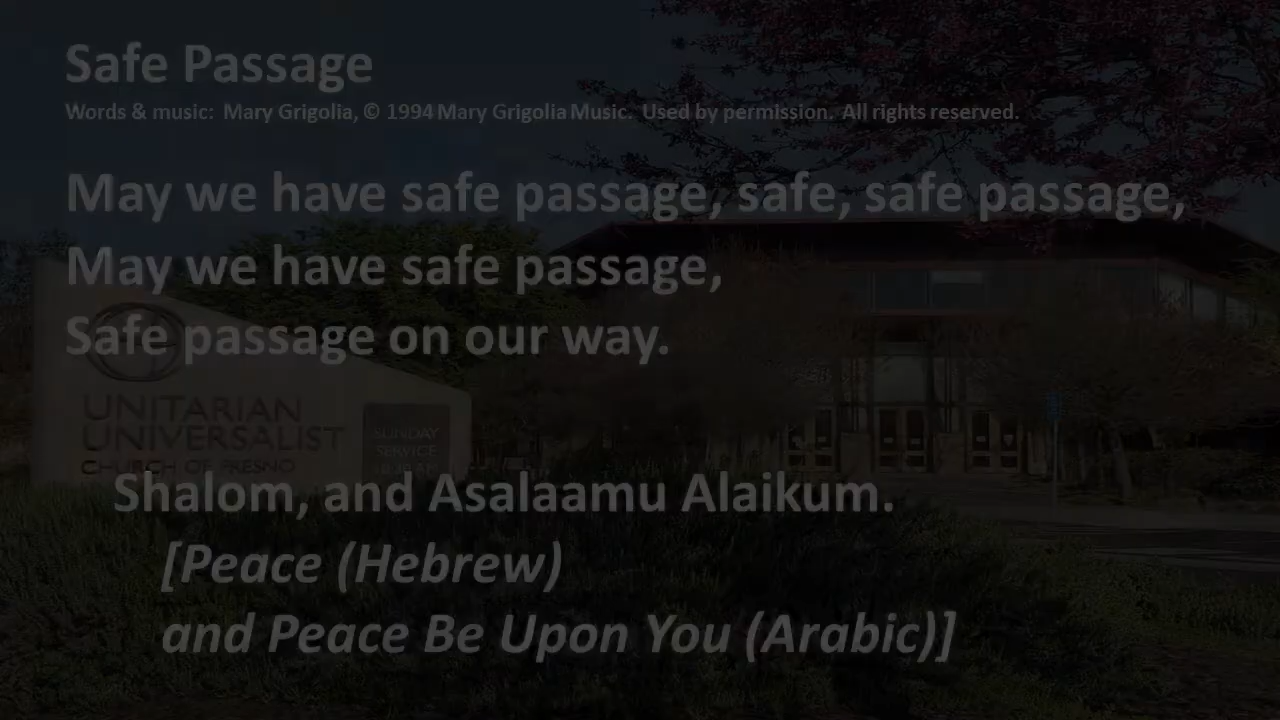 Safe Passage
Words & music: Mary Grigolia, © 1994 Mary Grigolia Music. Used by permission. All rights reserved.
May we have safe passage, safe, safe passage,
May we have safe passage,
Safe passage on our way.
UNITARIAN
UNIVERSALIST
CHURCH OF FRESNO
SUNDAY
SERVICE
Shalom, and Asalaamu Alaikum.
[Peace (Hebrew)
and Peace Be Upon You (Arabic)]